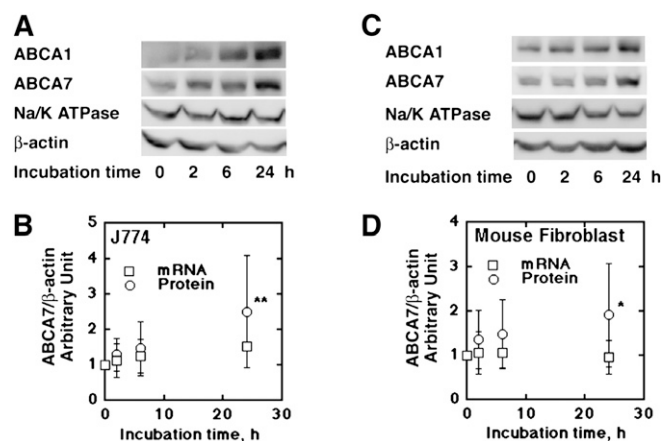 A
ABCA1
ABCA7
Na/K ATPase
β-actin
Incubation time 0 2 6 24 h
C
ABCA1
ABCA7
Na/K ATPase
β-actin
Incubation time 0 2 6 24 h
B
J774
mRNA
Protein
**
ABCA7/β-actin
Arbitrary Unit
5
4
3
2
1
0
0 10 20 30
Incubation time, h
D
Mouse Fibroblast
mRNA
Protein
*
ABCA7/β-actin
Arbitrary Unit
4
3
2
1
0
0 10 20 30
Incubation time, h